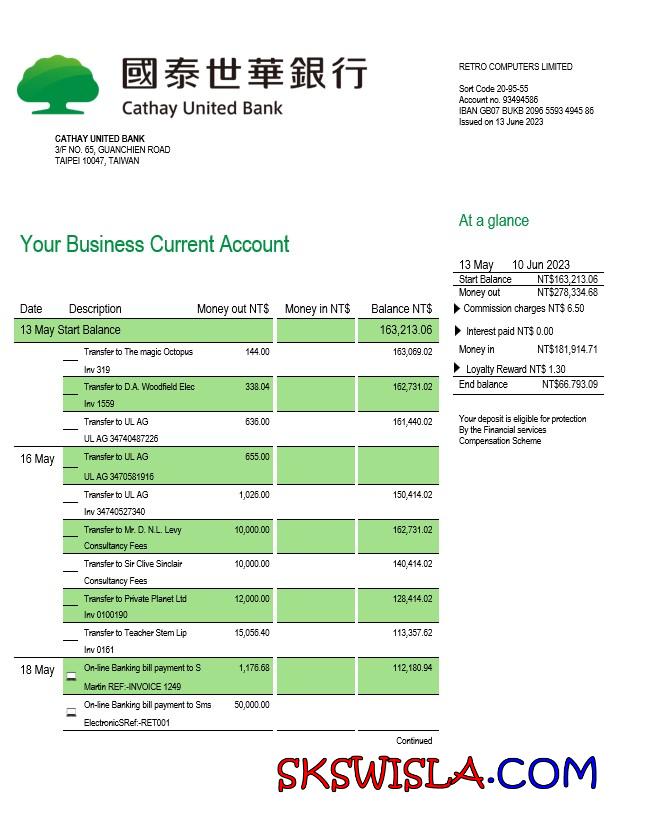 國泰世華銀行
Cathay United Bank
RETRO COMPUTERS LIMITED
Sort Code 20-95-55
Account no. 93494586
IBAN GB07 BUKB 2096 5593 4945 86
Issued on 13 June 2023
CATHAY UNITED BANK
3/F NO. 65, GUANCHIEN ROAD
TAIPEI 10047, TAIWAN
At a glance
Your Business Current Account
13 May 10 Jun 2023
Start Balance NT$163,213.06
Money out NT$278,334.68
Commission charges NT$ 6.50
Interest paid NT$ 0.00
Money in NT$181,914.71
Loyalty Reward NT$ 1.30
End balance NT$66.793.09
Your deposit is eligible for protection
By the Financial services
Compensation Scheme
Date Description Money out NT$ Money in NT$ Balance NT$
13 May Start Balance 163,213.06
Transfer to The magic Octopus 144.00 163,069.02
Inv 319
Transfer to D.A. Woodfield Elec 338.04 162,731.02
Inv 1559
Transfer to UL AG 636.00 161,440.02
UL AG 34740487226
16 May Transfer to UL AG 655.00
UL AG 3470581916
Transfer to UL AG 1,026.00 150,414.02
Inv 34740527340
Transfer to Mr. D. N.L. Levy 10,000.00 162,731.02
Consultancy Fees
Transfer to Sir Clive Sinclair 10,000.00 140,414.02
Consultancy Fees
Transfer to Private Planet Ltd 12,000.00 128,414.02
Inv 0100190
Transfer to Teacher Stem Lip 15,056.40 113,357.62
Inv 0161
18 May On-line Banking bill payment to S 1,176.68 112,180.94
Martin REF:-INVOICE 1249
On-line Banking bill payment to Sms 50,000.00
ElectronicSRef:-RET001
Continued
SKSWISLA.COM